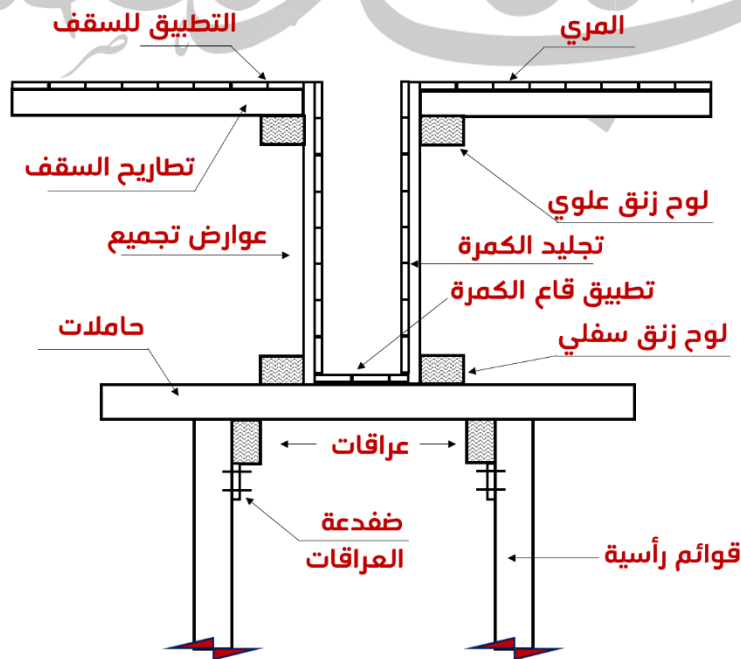 التطبيق للسقف
المري
تطاريح السقف
لوح زنق علوي
عوارض تجميع
تجليد الكمرة
تطبيق قاع الكمرة
حاملات
لوح زنق سفلي
عراقات
ضفدعة
العراقات
قوائم رأسية